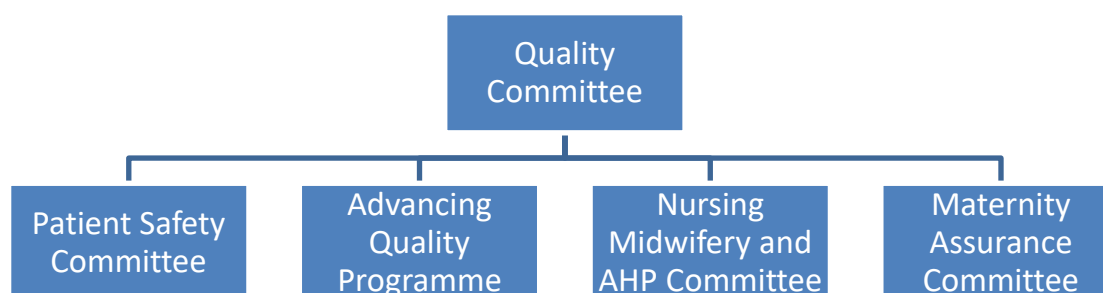 Quality
Committee
Patient Safety
Committee
Advancing
Quality
Programme
Nursing
Midwifery and
AHP Committee
Maternity
Assurance
Committee